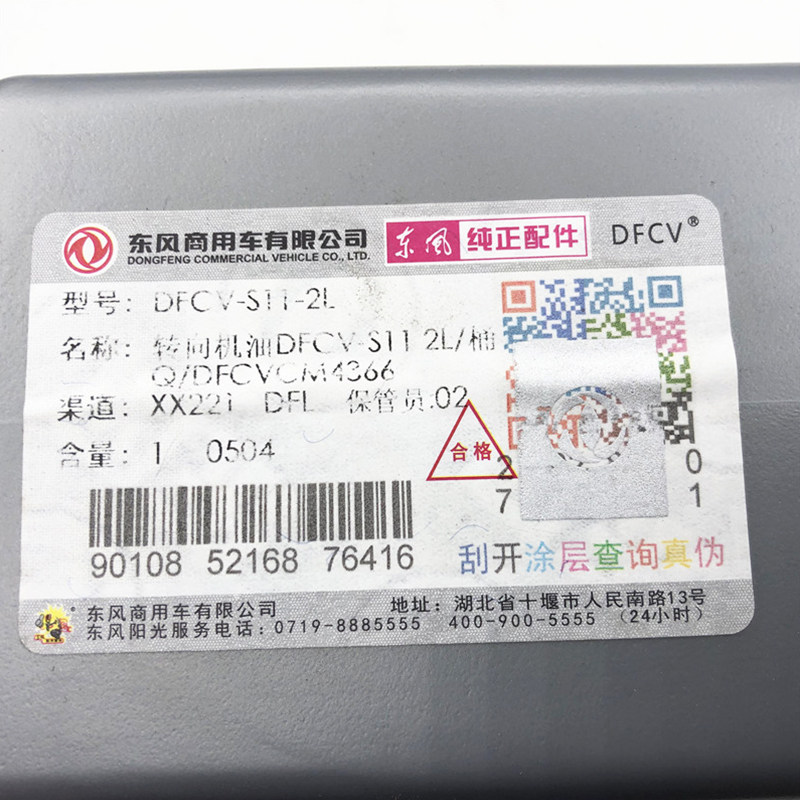 东风商用车有限公司
DONGFENG COMMERCIAL VEHICLE CO., LTD.
东风 纯正配件
DFCV®
型号: DFCV-S11-2L
名称: 转向机油DFCV-S11 2L/桶
Q/DFCVCM4366
渠道: XX221 DFL 保管员:02
含量: 1 0504
合格
2 0
7 1
90108 52168 76416
刮开涂层查询真伪
东风商用车有限公司 地址: 湖北省十堰市人民南路13号
东风阳光服务电话: 0719-8885555 400-900-5555 (24小时)